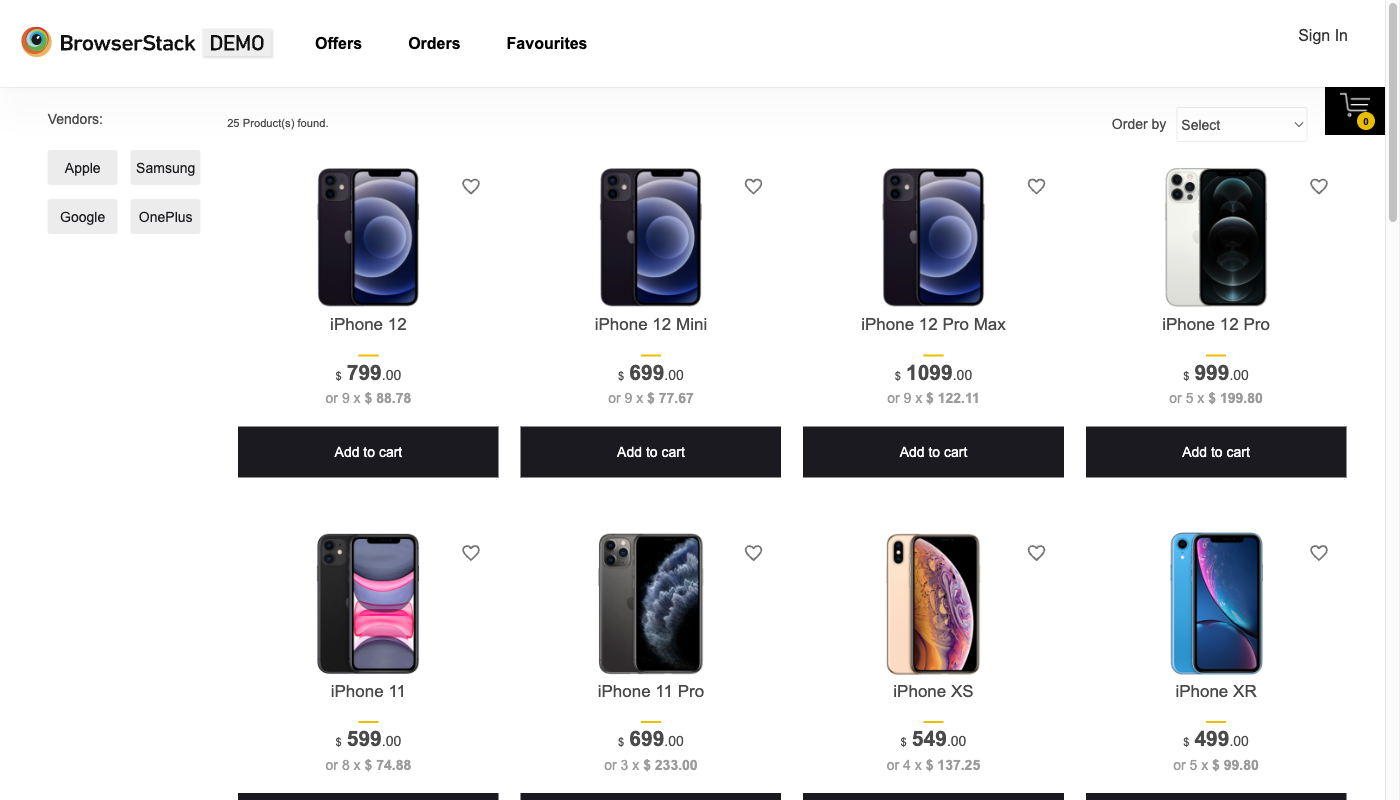 BrowserStack DEMO
Offers
Orders
Favourites
Sign In
0
Vendors:
Apple
Samsung
Google
OnePlus
25 Product(s) found.
Order by
Select
iPhone 12
$ 799.00
or 9 x $ 88.78
Add to cart
iPhone 12 Mini
$ 699.00
or 9 x $ 77.67
Add to cart
iPhone 12 Pro Max
$ 1099.00
or 9 x $ 122.11
Add to cart
iPhone 12 Pro
$ 999.00
or 5 x $ 199.80
Add to cart
iPhone 11
$ 599.00
or 8 x $ 74.88
iPhone 11 Pro
$ 699.00
or 3 x $ 233.00
iPhone XS
$ 549.00
or 4 x $ 137.25
iPhone XR
$ 499.00
or 5 x $ 99.80